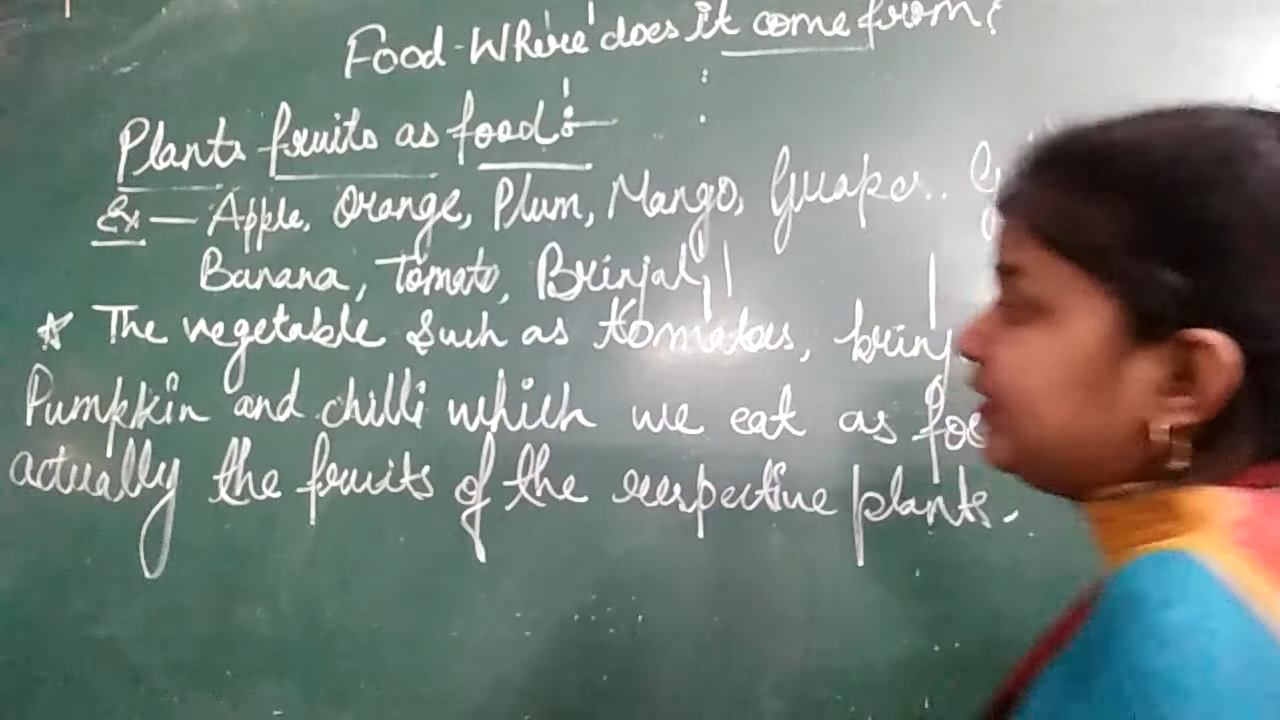 Food-Where does it come from?
Plants fruits as food:-
Ex — Apple, Orange, Plum, Mango, Guapes.. G
Banana, Tomato, Brinjal,
* The vegetable such as tomatoes, brinj
Pumpkin and chilli which we eat as foo
actually the fruits of the respective plants.